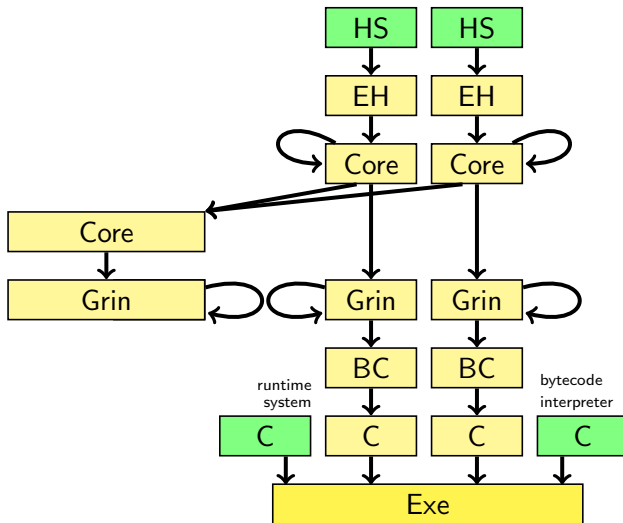 HS HS
EH EH
Core Core
Core
Grin Grin Grin
BC BC
runtime
system
bytecode
interpreter
C C C C
Exe